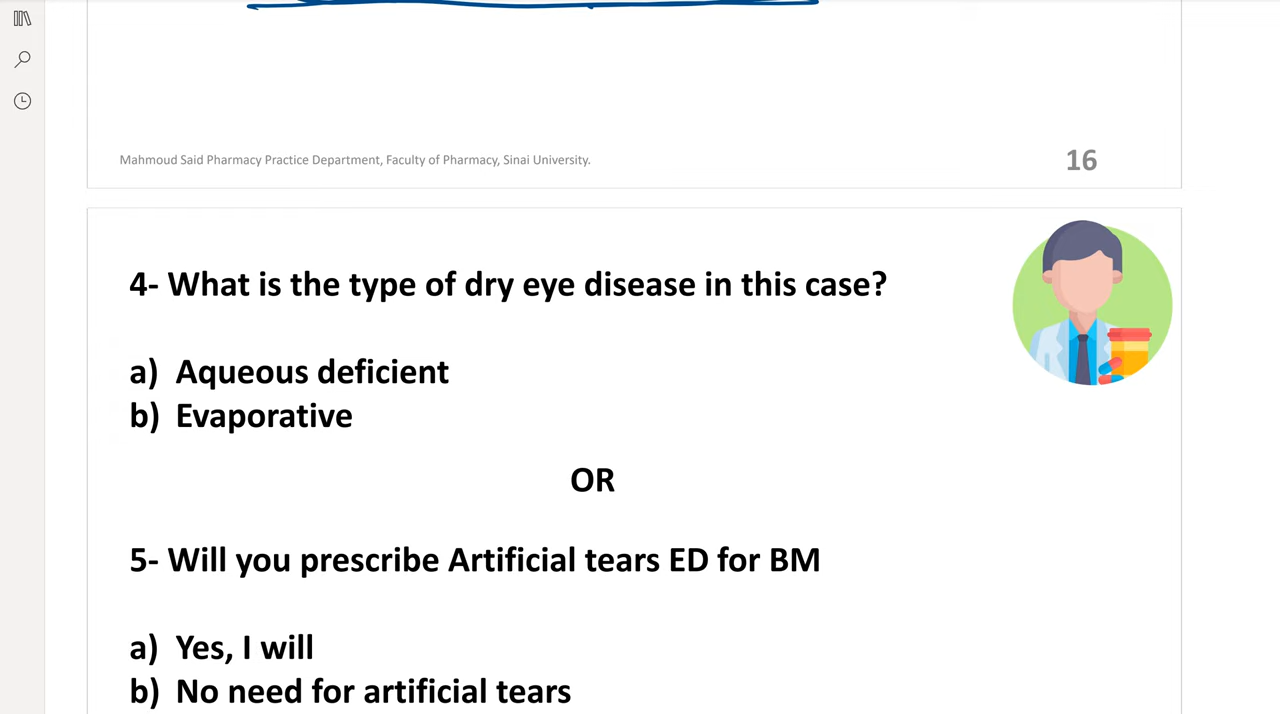 Mahmoud Said Pharmacy Practice Department, Faculty of Pharmacy, Sinai University.
16
4- What is the type of dry eye disease in this case?
a) Aqueous deficient
b) Evaporative
OR
5- Will you prescribe Artificial tears ED for BM
a) Yes, I will
b) No need for artificial tears